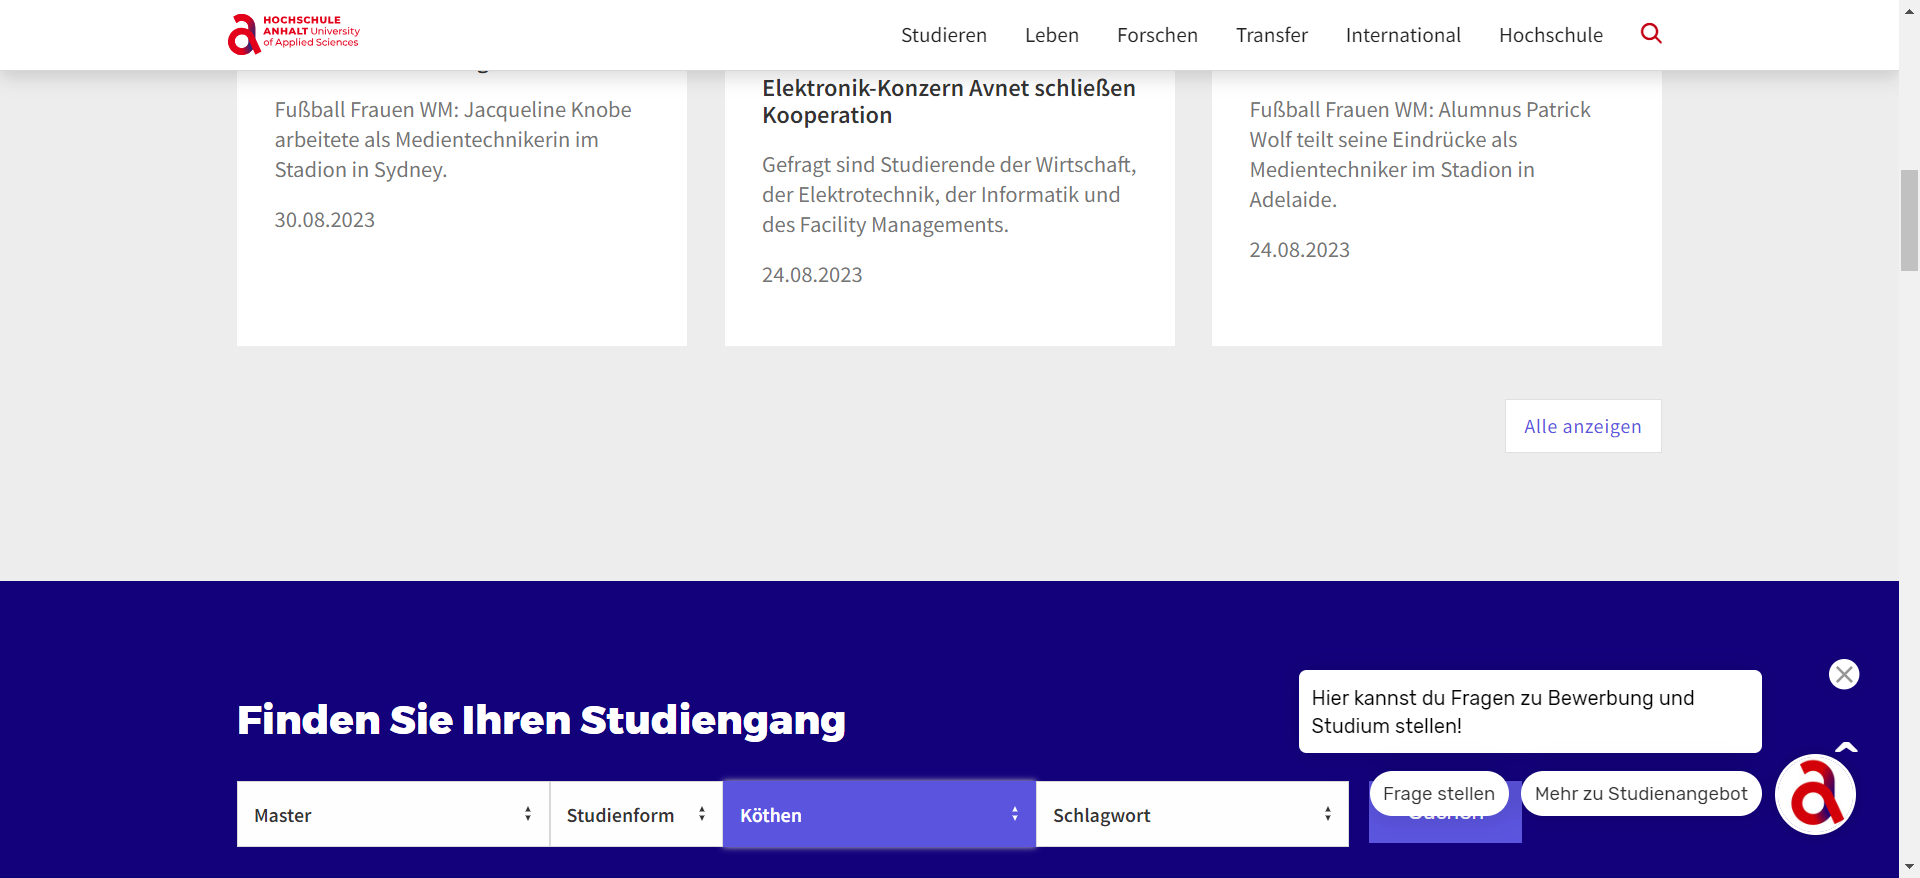 HOCHSCHULE
ANHALT University
of Applied Sciences
Studieren
Leben
Forschen
Transfer
International
Hochschule
Fußball Frauen WM: Jacqueline Knobe
arbeitete als Medientechnikerin im
Stadion in Sydney.
30.08.2023
Elektronik-Konzern Avnet schließen
Kooperation
Gefragt sind Studierende der Wirtschaft,
der Elektrotechnik, der Informatik und
des Facility Managements.
24.08.2023
Fußball Frauen WM: Alumnus Patrick
Wolf teilt seine Eindrücke als
Medientechniker im Stadion in
Adelaide.
24.08.2023
Alle anzeigen
Finden Sie Ihren Studiengang
Master
Studienform
Köthen
Schlagwort
Hier kannst du Fragen zu Bewerbung und
Studium stellen!
Frage stellen
Mehr zu Studienangebot